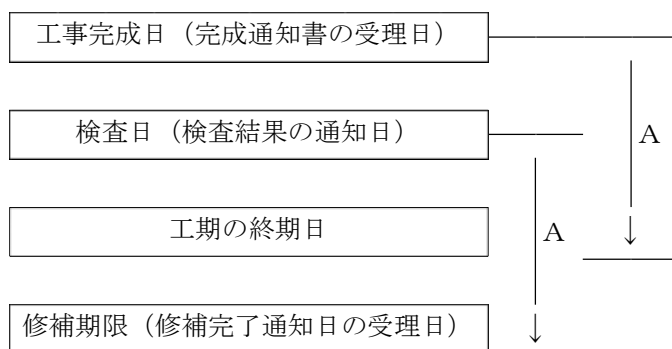 工事完成日（完成通知書の受理日）
検査日（検査結果の通知日）
A
工期の終期日
A
↓
修補期限（修補完了通知日の受理日）
↓